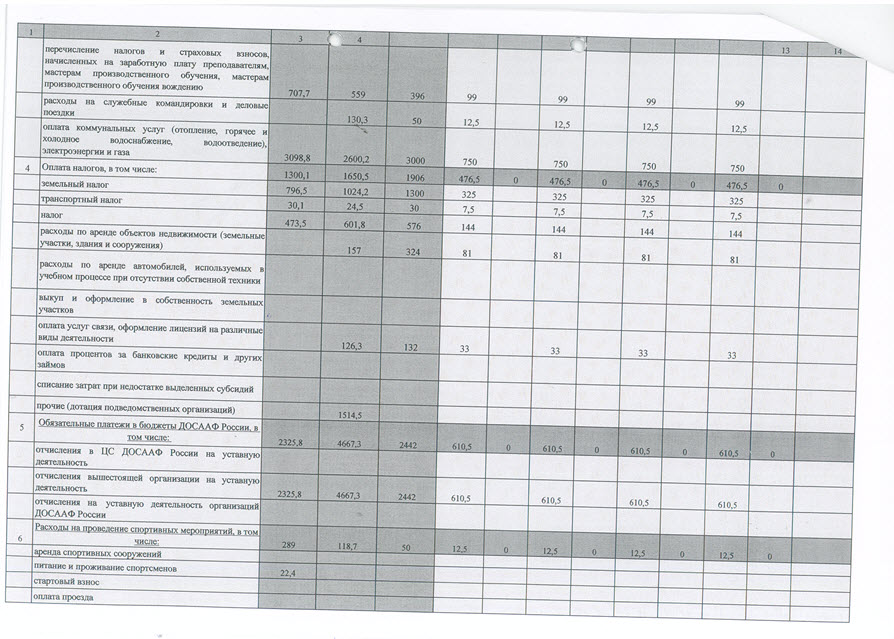 1 2 3 4 13 14
перечисление налогов и страховых взносов,
начисленных на заработную плату преподавателям,
мастерам производственного обучения, мастерам
производственного обучения вождению 707,7 559 396 99 99 99 99
расходы на служебные командировки и деловые
поездки 130,3 50 12,5 12,5 12,5 12,5
оплата коммунальных услуг (отопление, горячее и
холодное водоснабжение, водоотведение),
электроэнергии и газа 3098,8 2600,2 3000 750 750 750 750
4 Оплата налогов, в том числе: 1300,1 1650,5 1906 476,5 0 476,5 0 476,5 0 476,5 0
земельный налог 796,5 1024,2 1300 325 325 325 325
транспортный налог 30,1 24,5 30 7,5 7,5 7,5 7,5
налог 473,5 601,8 576 144 144 144 144
расходы по аренде объектов недвижимости (земельные
участки, здания и сооружения) 157 324 81 81 81 81
расходы по аренде автомобилей, используемых в
учебном процессе при отсутствии собственной техники
выкуп и оформление в собственность земельных
участков
оплата услуг связи, оформление лицензий на различные
виды деятельности 126,3 132 33 33 33 33
оплата процентов за банковские кредиты и других
займов
списание затрат при недостатке выделенных субсидий
прочие (дотация подведомственных организаций) 1514,5
5 Обязательные платежи в бюджеты ДОСААФ России, в
том числе: 2325,8 4667,3 2442 610,5 0 610,5 0 610,5 0 610,5 0
отчисления в ЦС ДОСААФ России на уставную
деятельность
отчисления вышестоящей организации на уставную
деятельность 2325,8 4667,3 2442 610,5 610,5 610,5 610,5
отчисления на уставную деятельность организаций
ДОСААФ России
6 Расходы на проведение спортивных мероприятий, в том
числе: 289 118,7 50 12,5 0 12,5 0 12,5 0 12,5 0
аренда спортивных сооружений
питание и проживание спортсменов 22,4
стартовый взнос
оплата проезда